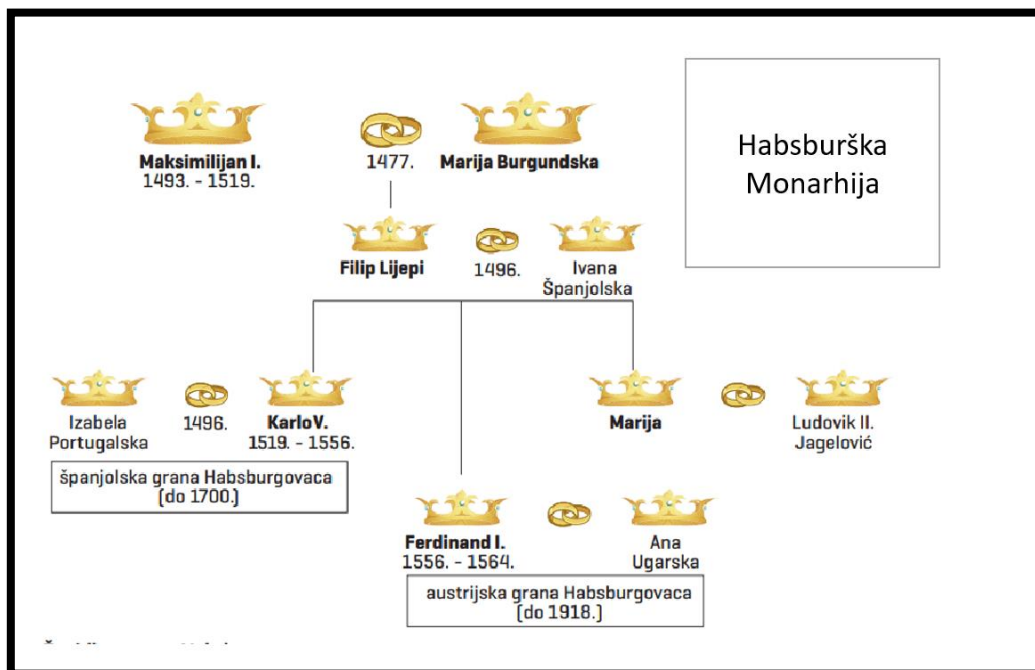 Habsburška
Monarhija
Maksimilijan I.
1493. - 1519.
1477.
Marija Burgundska
Filip Lijepi
1496.
Ivana
Španjolska
Izabela
Portugalska
1496.
Karlo V.
1519. - 1556.
španjolska grana Habsburgovaca
(do 1700.)
Marija
Ludovik II.
Jagelović
Ferdinand I.
1556. - 1564.
Ana
Ugarska
austrijska grana Habsburgovaca
(do 1918.)